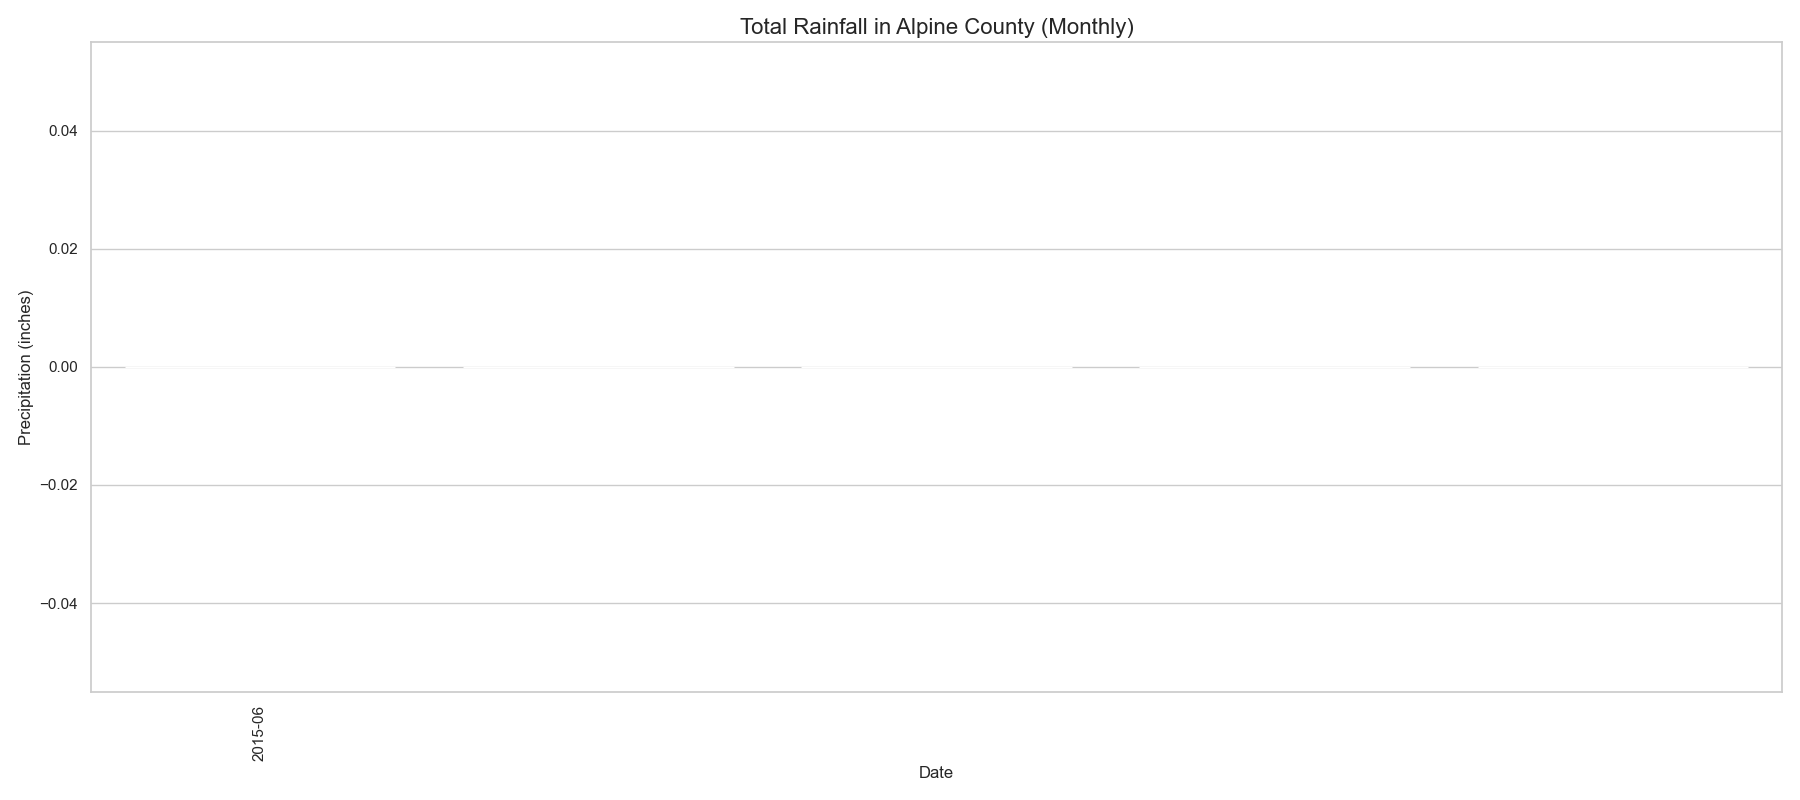 Total Rainfall in Alpine County (Monthly)
0.04
0.02
0.00
−0.02
−0.04
Precipitation (inches)
2015-06
Date